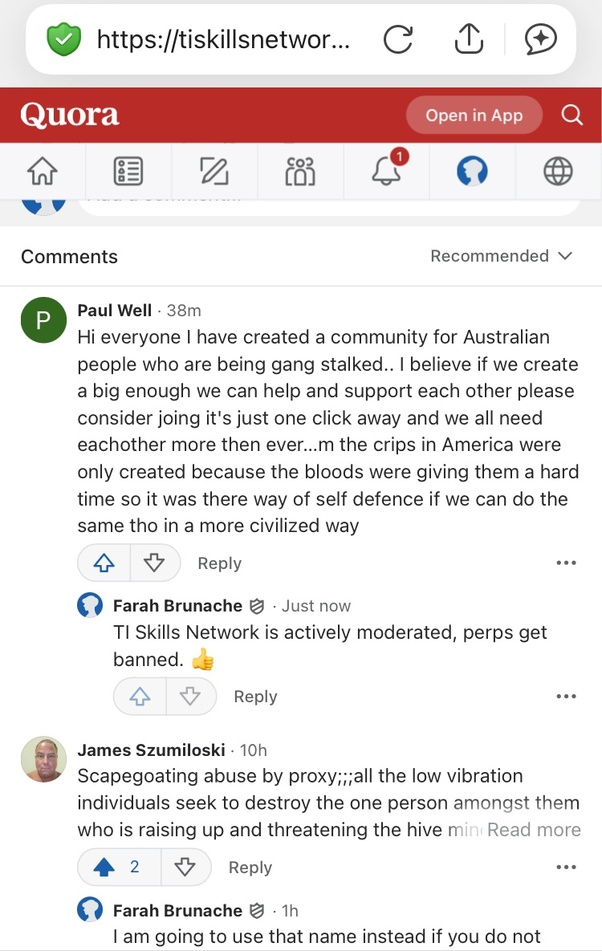 https://tiskillsnetwor...
Quora
Open in App
1
Comments
Recommended
P
Paul Well · 38m
Hi everyone I have created a community for Australian
people who are being gang stalked.. I believe if we create
a big enough we can help and support each other please
consider joing it's just one click away and we all need
eachother more then ever...m the crips in America were
only created because the bloods were giving them a hard
time so it was there way of self defence if we can do the
same tho in a more civilized way
Reply
Farah Brunache · Just now
TI Skills Network is actively moderated, perps get
banned. 👍
Reply
James Szumiloski · 10h
Scapegoating abuse by proxy;;;all the low vibration
individuals seek to destroy the one person amongst them
who is raising up and threatening the hive Read more
2
Reply
Farah Brunache · 1h
I am going to use that name instead if you do not